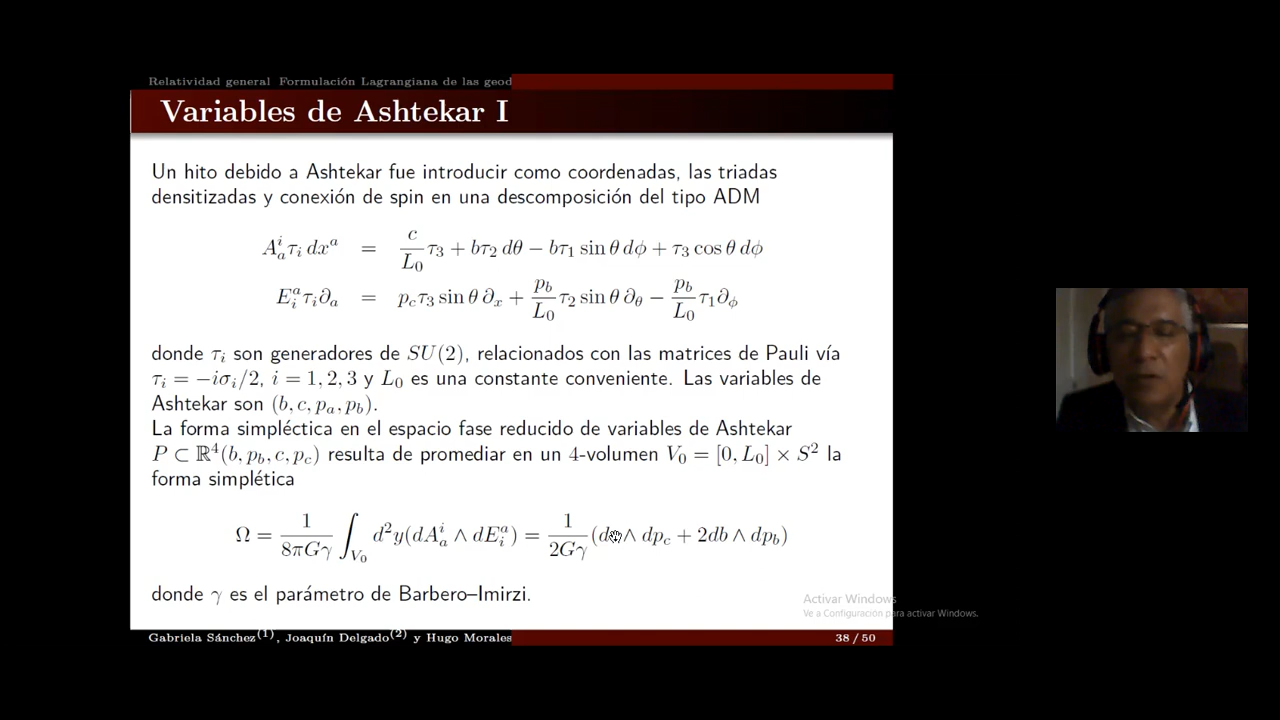 Relatividad general Formulación Lagrangiana de las geod
Variables de Ashtekar I
Un hito debido a Ashtekar fue introducir como coordenadas, las triadas
densitizadas y conexión de spin en una descomposición del tipo ADM
A_a^i τ_i dx^a = c/L_0 τ_3 + bτ_2 dθ − bτ_1 sin θ dϕ + τ_3 cos θ dϕ
E_i^a τ_i ∂_a = p_c τ_3 sin θ ∂_x + p_b/L_0 τ_2 sin θ ∂_θ − p_b/L_0 τ_1 ∂_ϕ
donde τ_i son generadores de SU(2), relacionados con las matrices de Pauli vía
τ_i = −iσ_i/2, i = 1, 2, 3 y L_0 es una constante conveniente. Las variables de
Ashtekar son (b, c, p_a, p_b).
La forma simpléctica en el espacio fase reducido de variables de Ashtekar
P ⊂ ℝ^4(b, p_b, c, p_c) resulta de promediar en un 4-volumen V_0 = [0, L_0] × S^2 la
forma simplética
Ω = 1/8πGγ ∫_{V_0} d^2y(dA_a^i ∧ dE_i^a) = 1/2Gγ (d ∧ dp_c + 2db ∧ dp_b)
donde γ es el parámetro de Barbero–Imirzi.
Activar Windows
Ve a Configuración para activar Windows.
Gabriela Sánchez^(1), Joaquín Delgado^(2) y Hugo Morales 38 / 50